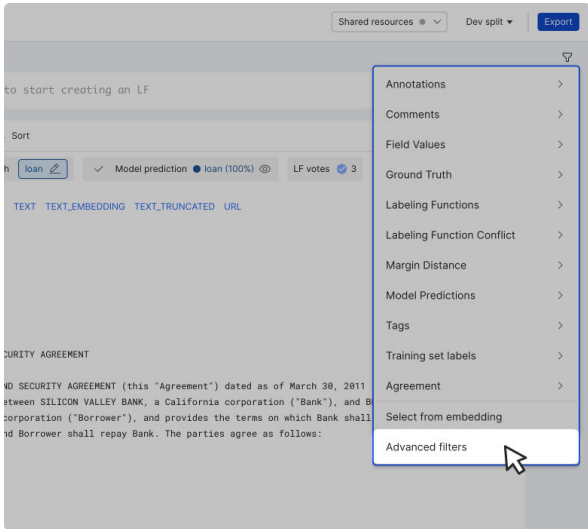 Shared resources
Dev split
Export
to start creating an LF
Sort
loan
Model prediction loan (100%)
LF votes 3
TEXT TEXT_EMBEDDING TEXT_TRUNCATED URL
CURITY AGREEMENT
ND SECURITY AGREEMENT (this "Agreement") dated as of March 30, 2011
etween SILICON VALLEY BANK, a California corporation ("Bank"), and
corporation ("Borrower"), and provides the terms on which Bank shall
nd Borrower shall repay Bank. The parties agree as follows:
Annotations
Comments
Field Values
Ground Truth
Labeling Functions
Labeling Function Conflict
Margin Distance
Model Predictions
Tags
Training set labels
Agreement
Select from embedding
Advanced filters